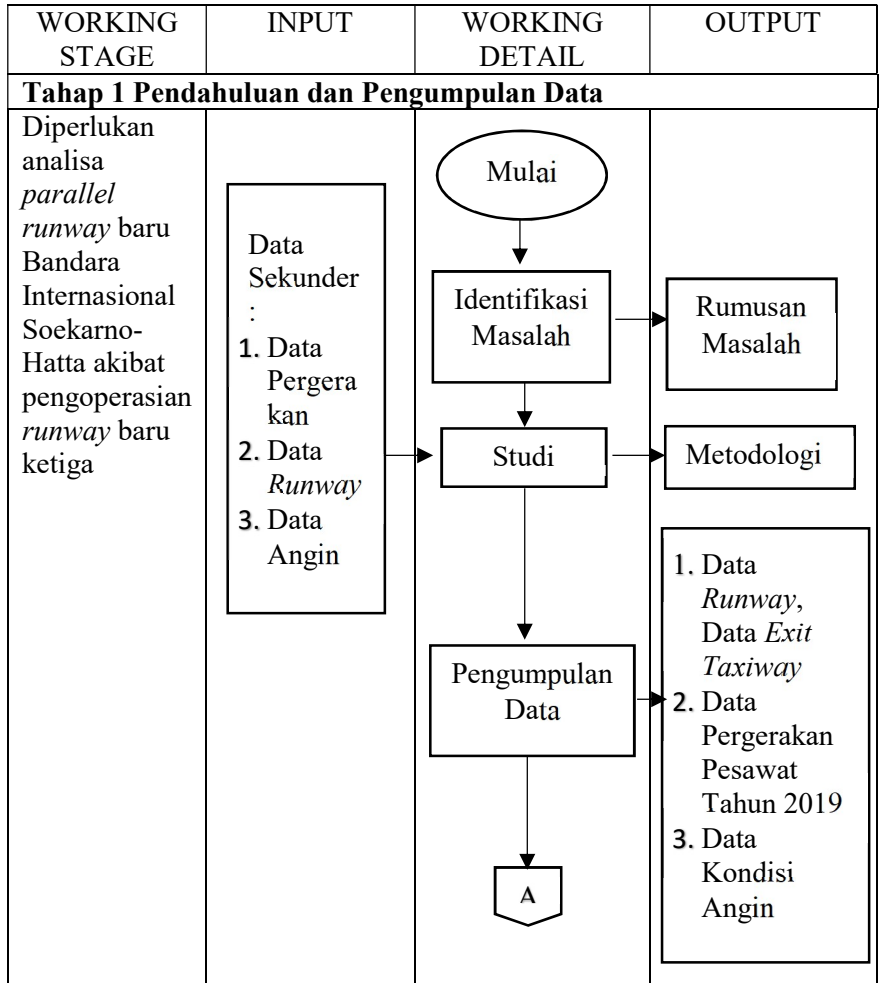 WORKING
STAGE
INPUT
WORKING
DETAIL
OUTPUT
Tahap 1 Pendahuluan dan Pengumpulan Data
Diperlukan
analisa
parallel
runway baru
Bandara
Internasional
Soekarno-
Hatta akibat
pengoperasian
runway baru
ketiga
Data
Sekunder
:
1. Data
Pergera
kan
2. Data
Runway
3. Data
Angin
Mulai
Identifikasi
Masalah
Studi
Pengumpulan
Data
A
Rumusan
Masalah
Metodologi
1. Data
Runway,
Data Exit
Taxiway
2. Data
Pergerakan
Pesawat
Tahun 2019
3. Data
Kondisi
Angin